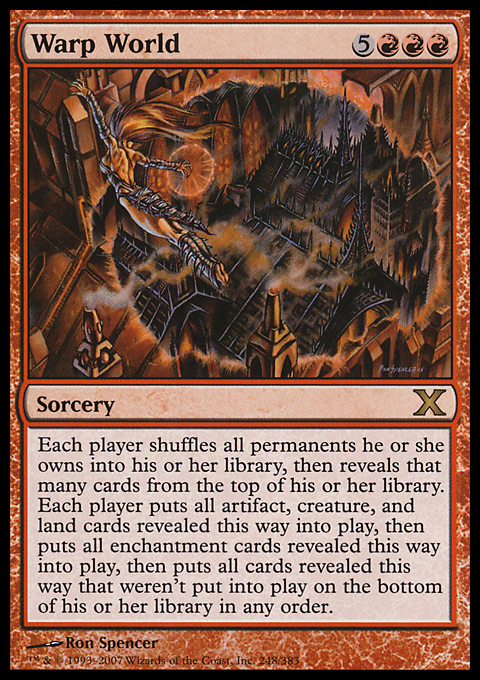 Warp World 5
RON SPENCER 05
Sorcery X
Each player shuffles all permanents he or she
owns into his or her library, then reveals that
many cards from the top of his or her library.
Each player puts all artifact, creature, and
land cards revealed this way into play, then
puts all enchantment cards revealed this way
into play, then puts all cards revealed this
way that weren't put into play on the bottom
of his or her library in any order.
Ron Spencer
™ & © 1993–2007 Wizards of the Coast, Inc. 248/383